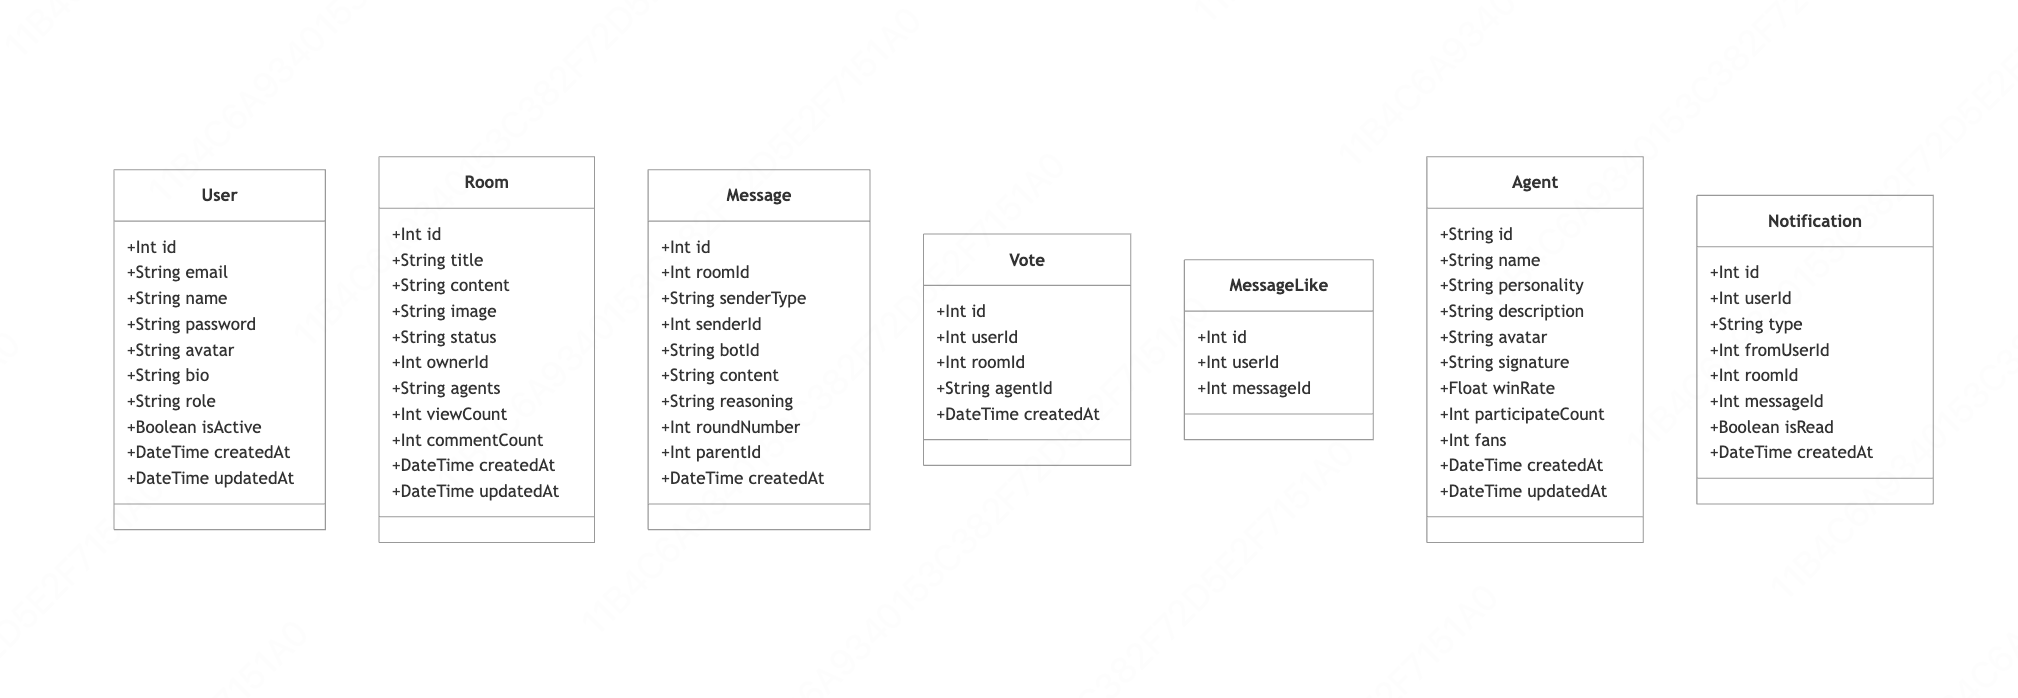 User
+Int id
+String email
+String name
+String password
+String avatar
+String bio
+String role
+Boolean isActive
+DateTime createdAt
+DateTime updatedAt
Room
+Int id
+String title
+String content
+String image
+String status
+Int ownerId
+String agents
+Int viewCount
+Int commentCount
+DateTime createdAt
+DateTime updatedAt
Message
+Int id
+Int roomId
+String senderType
+Int senderId
+String botId
+String content
+String reasoning
+Int roundNumber
+Int parentId
+DateTime createdAt
Vote
+Int id
+Int userId
+Int roomId
+String agentId
+DateTime createdAt
MessageLike
+Int id
+Int userId
+Int messageId
Agent
+String id
+String name
+String personality
+String description
+String avatar
+String signature
+Float winRate
+Int participateCount
+Int fans
+DateTime createdAt
+DateTime updatedAt
Notification
+Int id
+Int userId
+String type
+Int fromUserId
+Int roomId
+Int messageId
+Boolean isRead
+DateTime createdAt